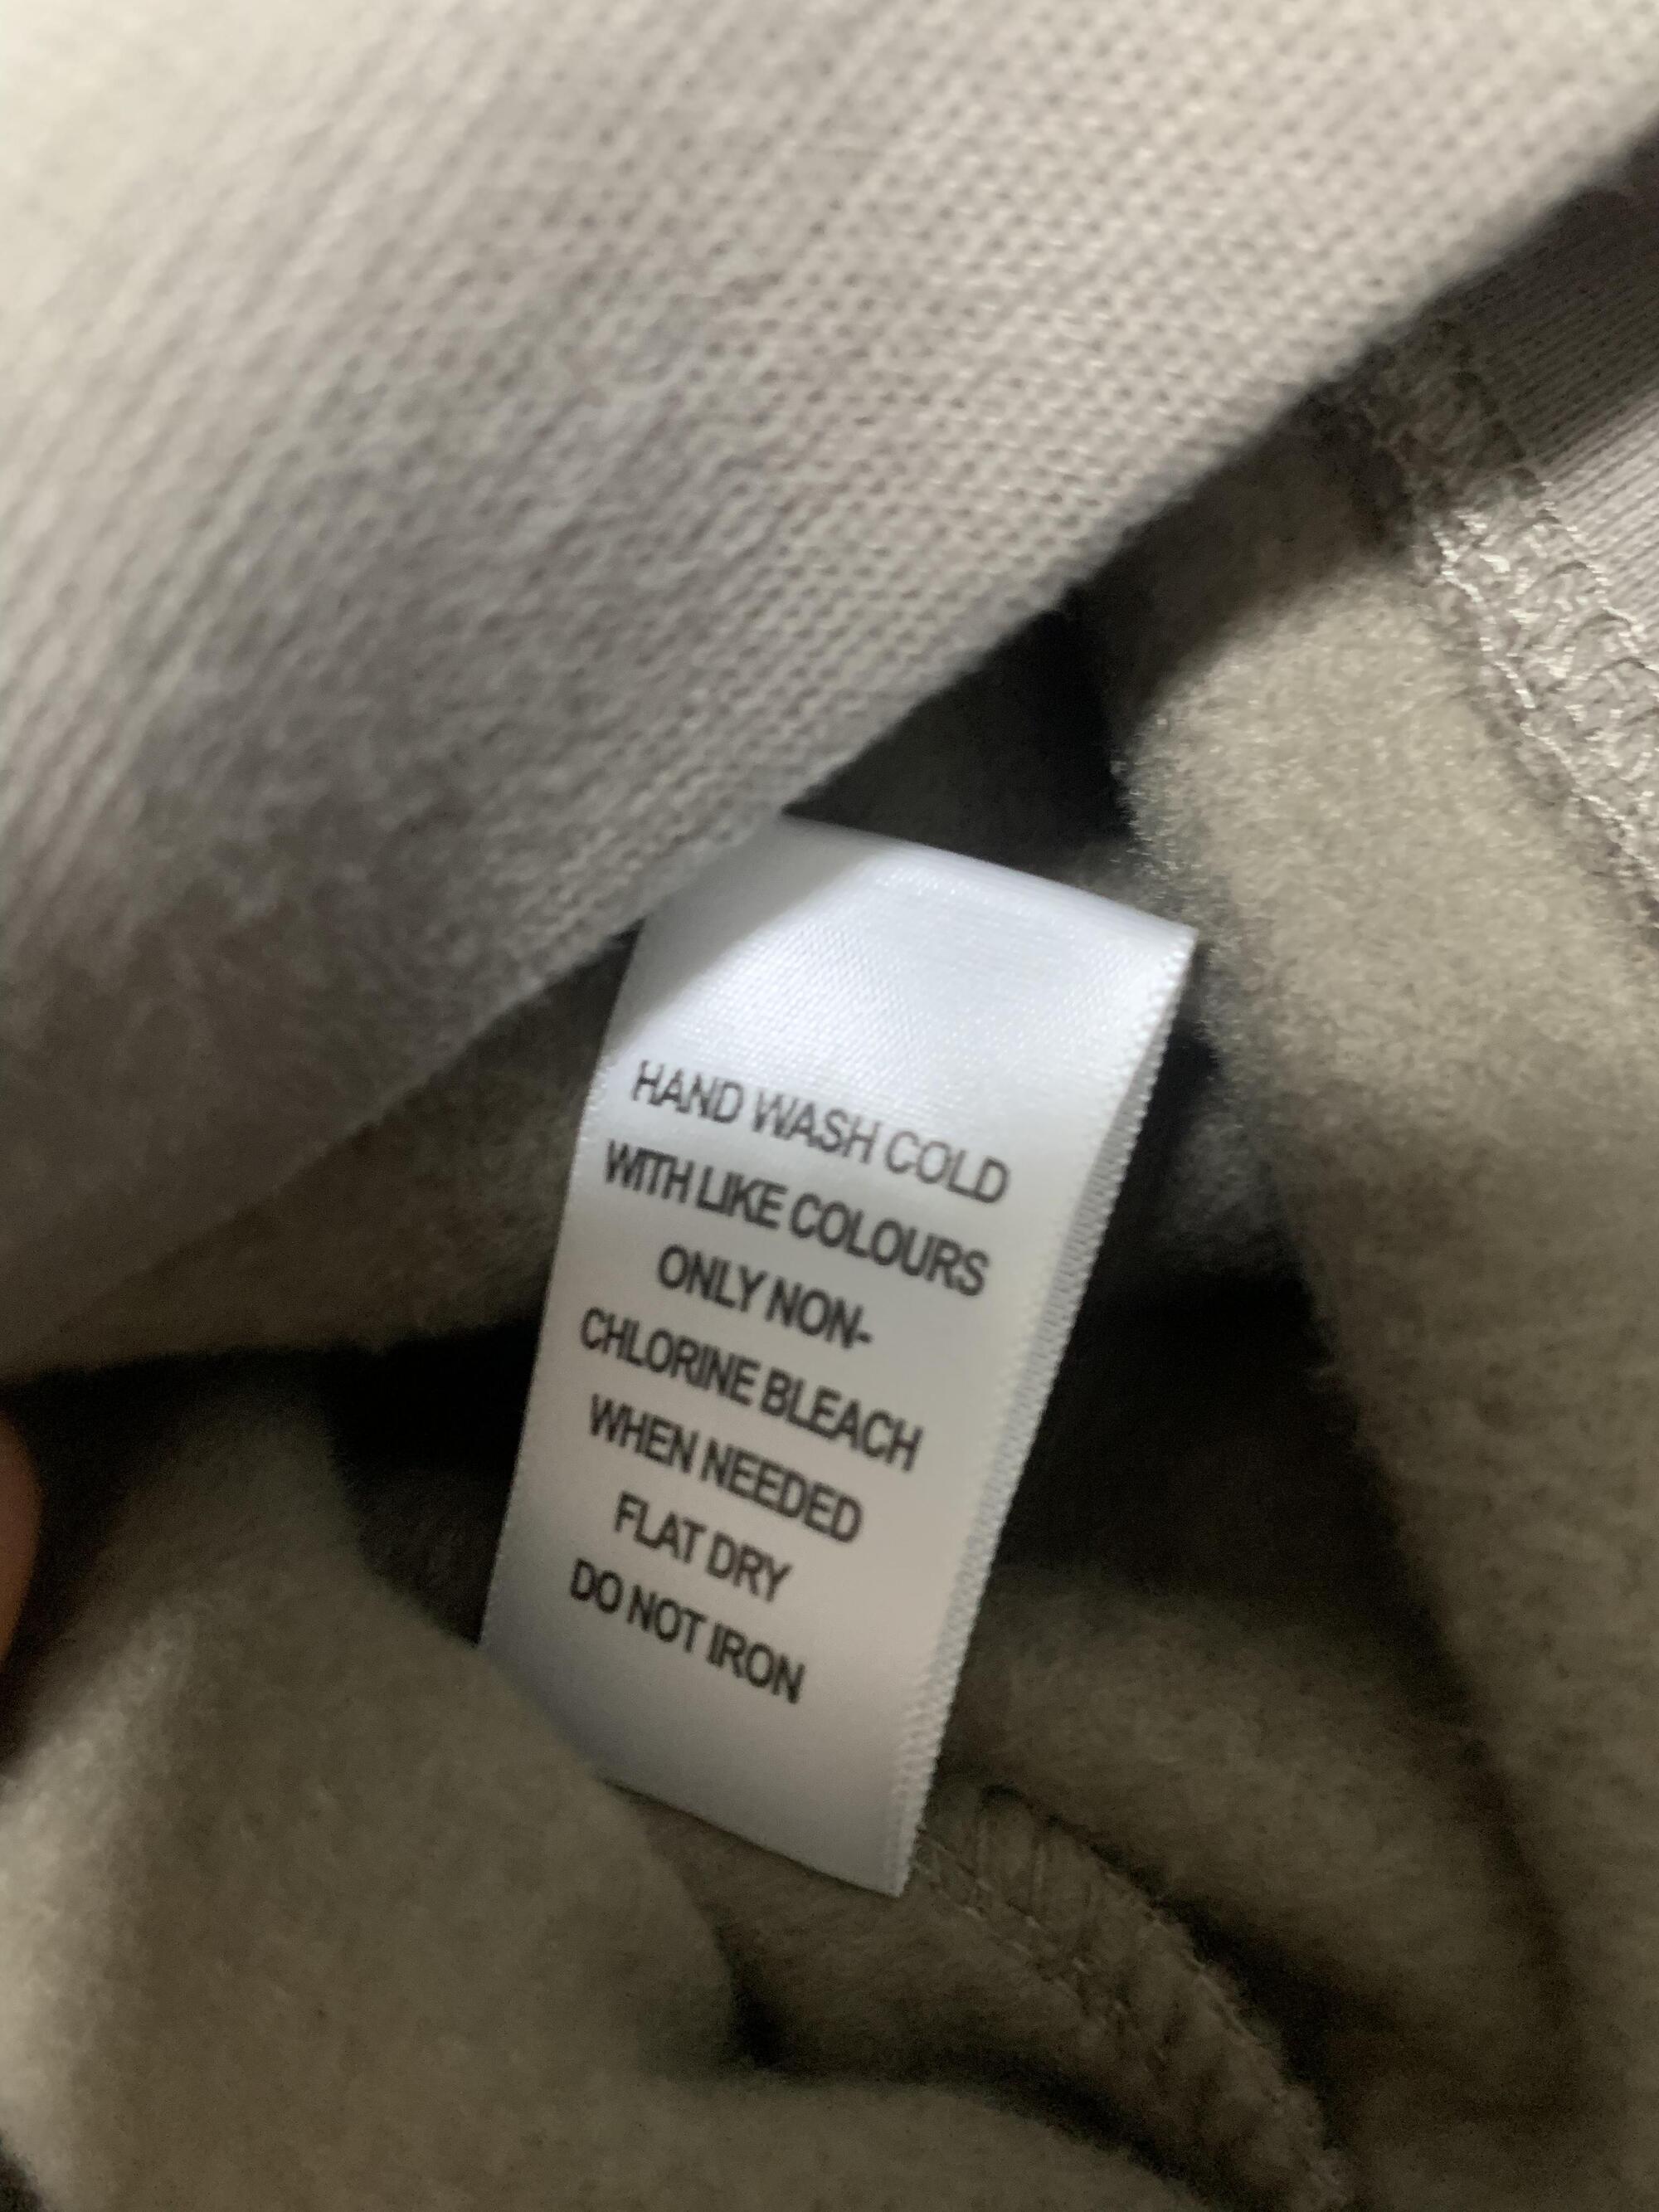 HAND WASH COLD
WITH LIKE COLOURS
ONLY NON-
CHLORINE BLEACH
WHEN NEEDED
FLAT DRY
DO NOT IRON